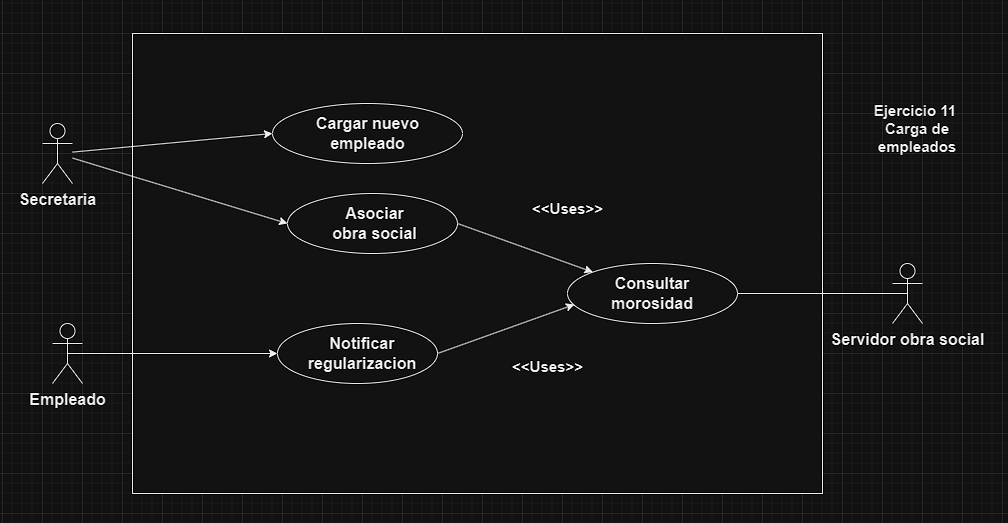 Ejercicio 11
Carga de
empleados
Cargar nuevo
empleado
Secretaria
Asociar
obra social
<<Uses>>
Consultar
morosidad
Servidor obra social
Notificar
regularizacion
<<Uses>>
Empleado